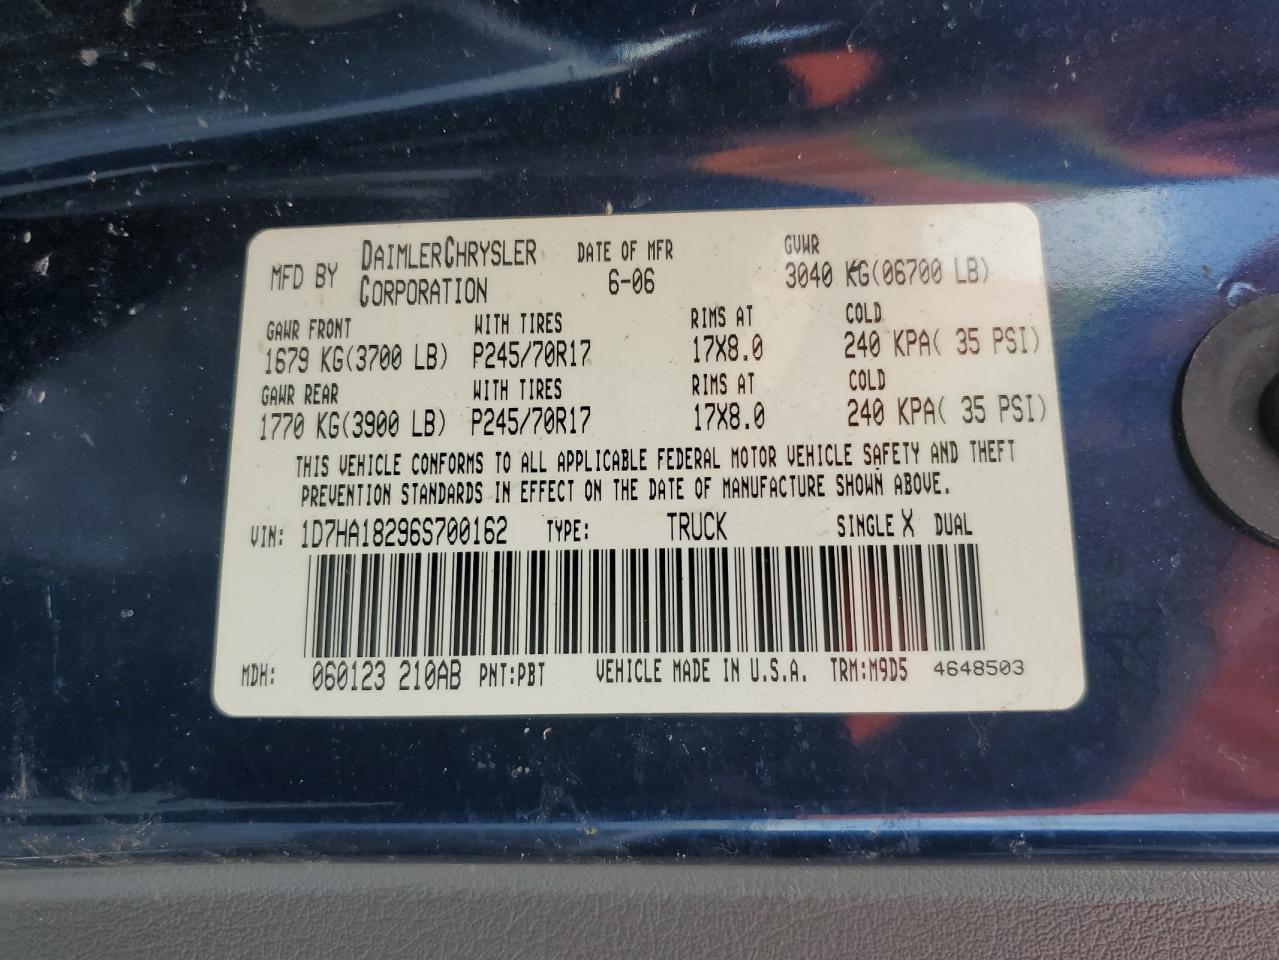 MFD BY DAIMLERCHRYSLER CORPORATION DATE OF MFR 6-06 GVWR 3040 KG(06700 LB)
GAWR FRONT WITH TIRES RIMS AT COLD
1679 KG(3700 LB) P245/70R17 17X8.0 240 KPA( 35 PSI)
GAWR REAR WITH TIRES RIMS AT COLD
1770 KG(3900 LB) P245/70R17 17X8.0 240 KPA( 35 PSI)
THIS VEHICLE CONFORMS TO ALL APPLICABLE FEDERAL MOTOR VEHICLE SAFETY AND THEFT
PREVENTION STANDARDS IN EFFECT ON THE DATE OF MANUFACTURE SHOWN ABOVE.
VIN: 1D7HA18296S700162 TYPE: TRUCK SINGLE X DUAL
MDH: 060123 210AB PNT:PBT VEHICLE MADE IN U.S.A. TRM:M9D5 4648503